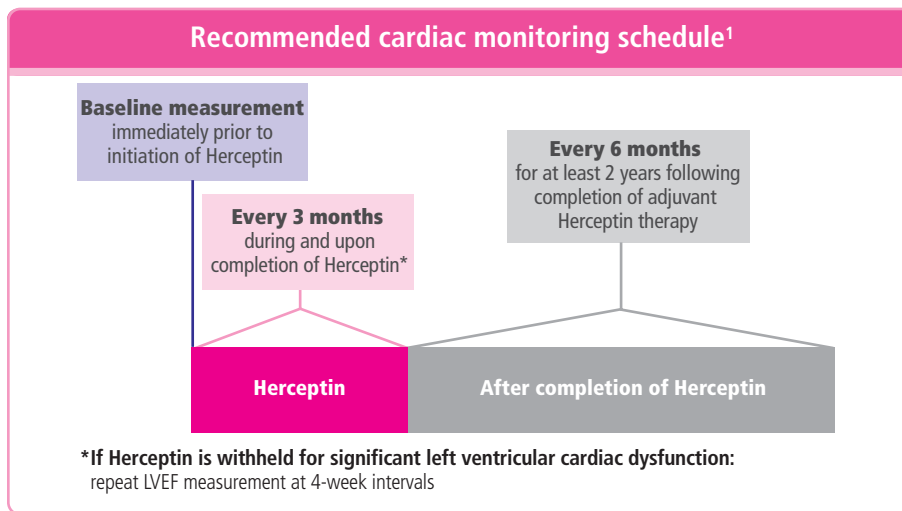 Recommended cardiac monitoring schedule¹
Baseline measurement
immediately prior to
initiation of Herceptin
Every 6 months
for at least 2 years following
completion of adjuvant
Herceptin therapy
Every 3 months
during and upon
completion of Herceptin*
Herceptin
After completion of Herceptin
*If Herceptin is withheld for significant left ventricular cardiac dysfunction:
repeat LVEF measurement at 4-week intervals